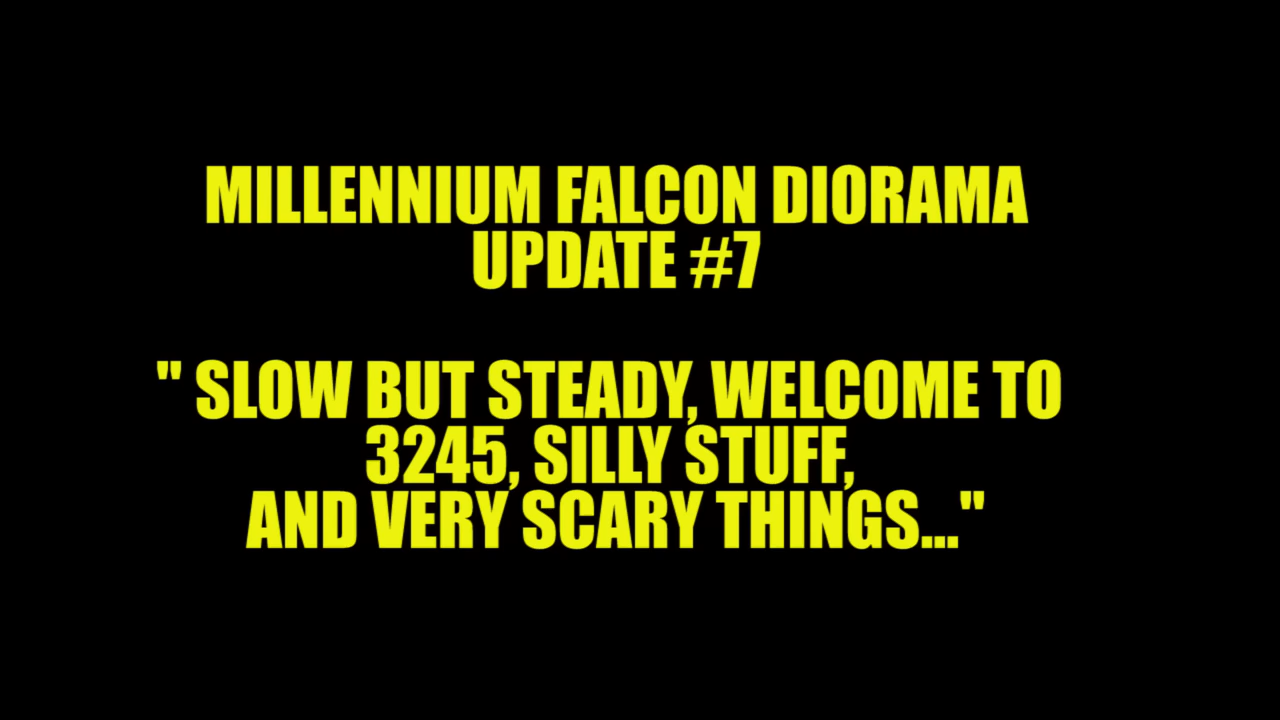 MILLENNIUM FALCON DIORAMA
UPDATE #7
" SLOW BUT STEADY, WELCOME TO
3245, SILLY STUFF,
AND VERY SCARY THINGS..."